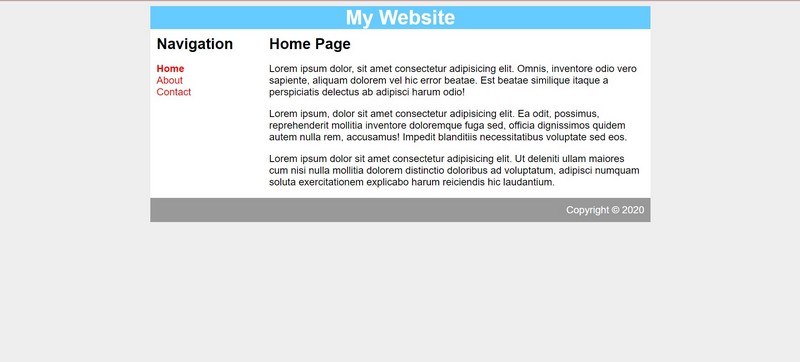 My Website
Navigation
Home
About
Contact
Home Page
Lorem ipsum dolor, sit amet consectetur adipisicing elit. Omnis, inventore odio vero
sapiente, aliquam dolorem vel hic error beatae. Est beatae similique itaque a
perspiciatis delectus ab adipisci harum odio!
Lorem ipsum, dolor sit amet consectetur adipisicing elit. Ea odit, possimus,
reprehenderit mollitia inventore doloremque fuga sed, officia dignissimos quidem
autem nulla rem, accusamus! Impedit blanditiis necessitatibus voluptate sed eos.
Lorem ipsum dolor sit amet consectetur adipisicing elit. Ut deleniti ullam maiores
cum nisi nulla mollitia dolorem distinctio doloribus ad voluptatum, adipisci numquam
soluta exercitationem explicabo harum reiciendis hic laudantium.
Copyright © 2020